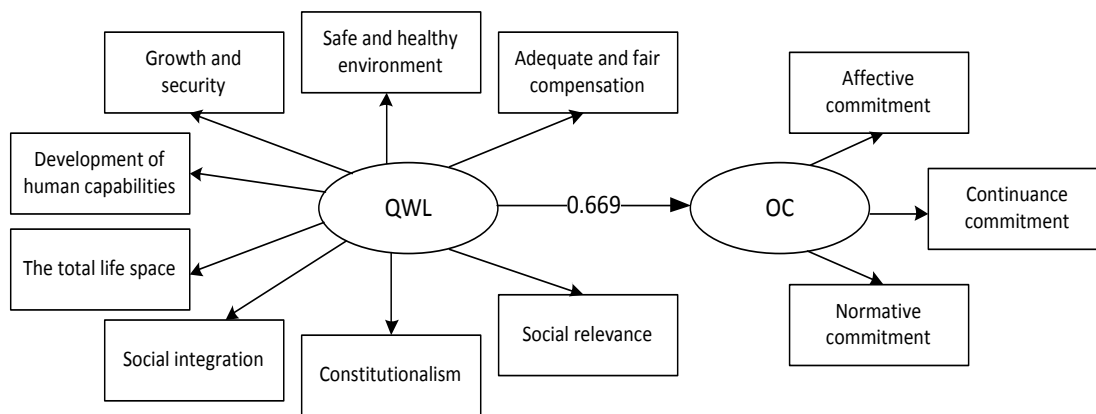 Growth and
security
Safe and healthy
environment
Adequate and fair
compensation
Development of
human capabilities
The total life space
Social integration
Constitutionalism
Social relevance
QWL
0.669
OC
Affective
commitment
Continuance
commitment
Normative
commitment